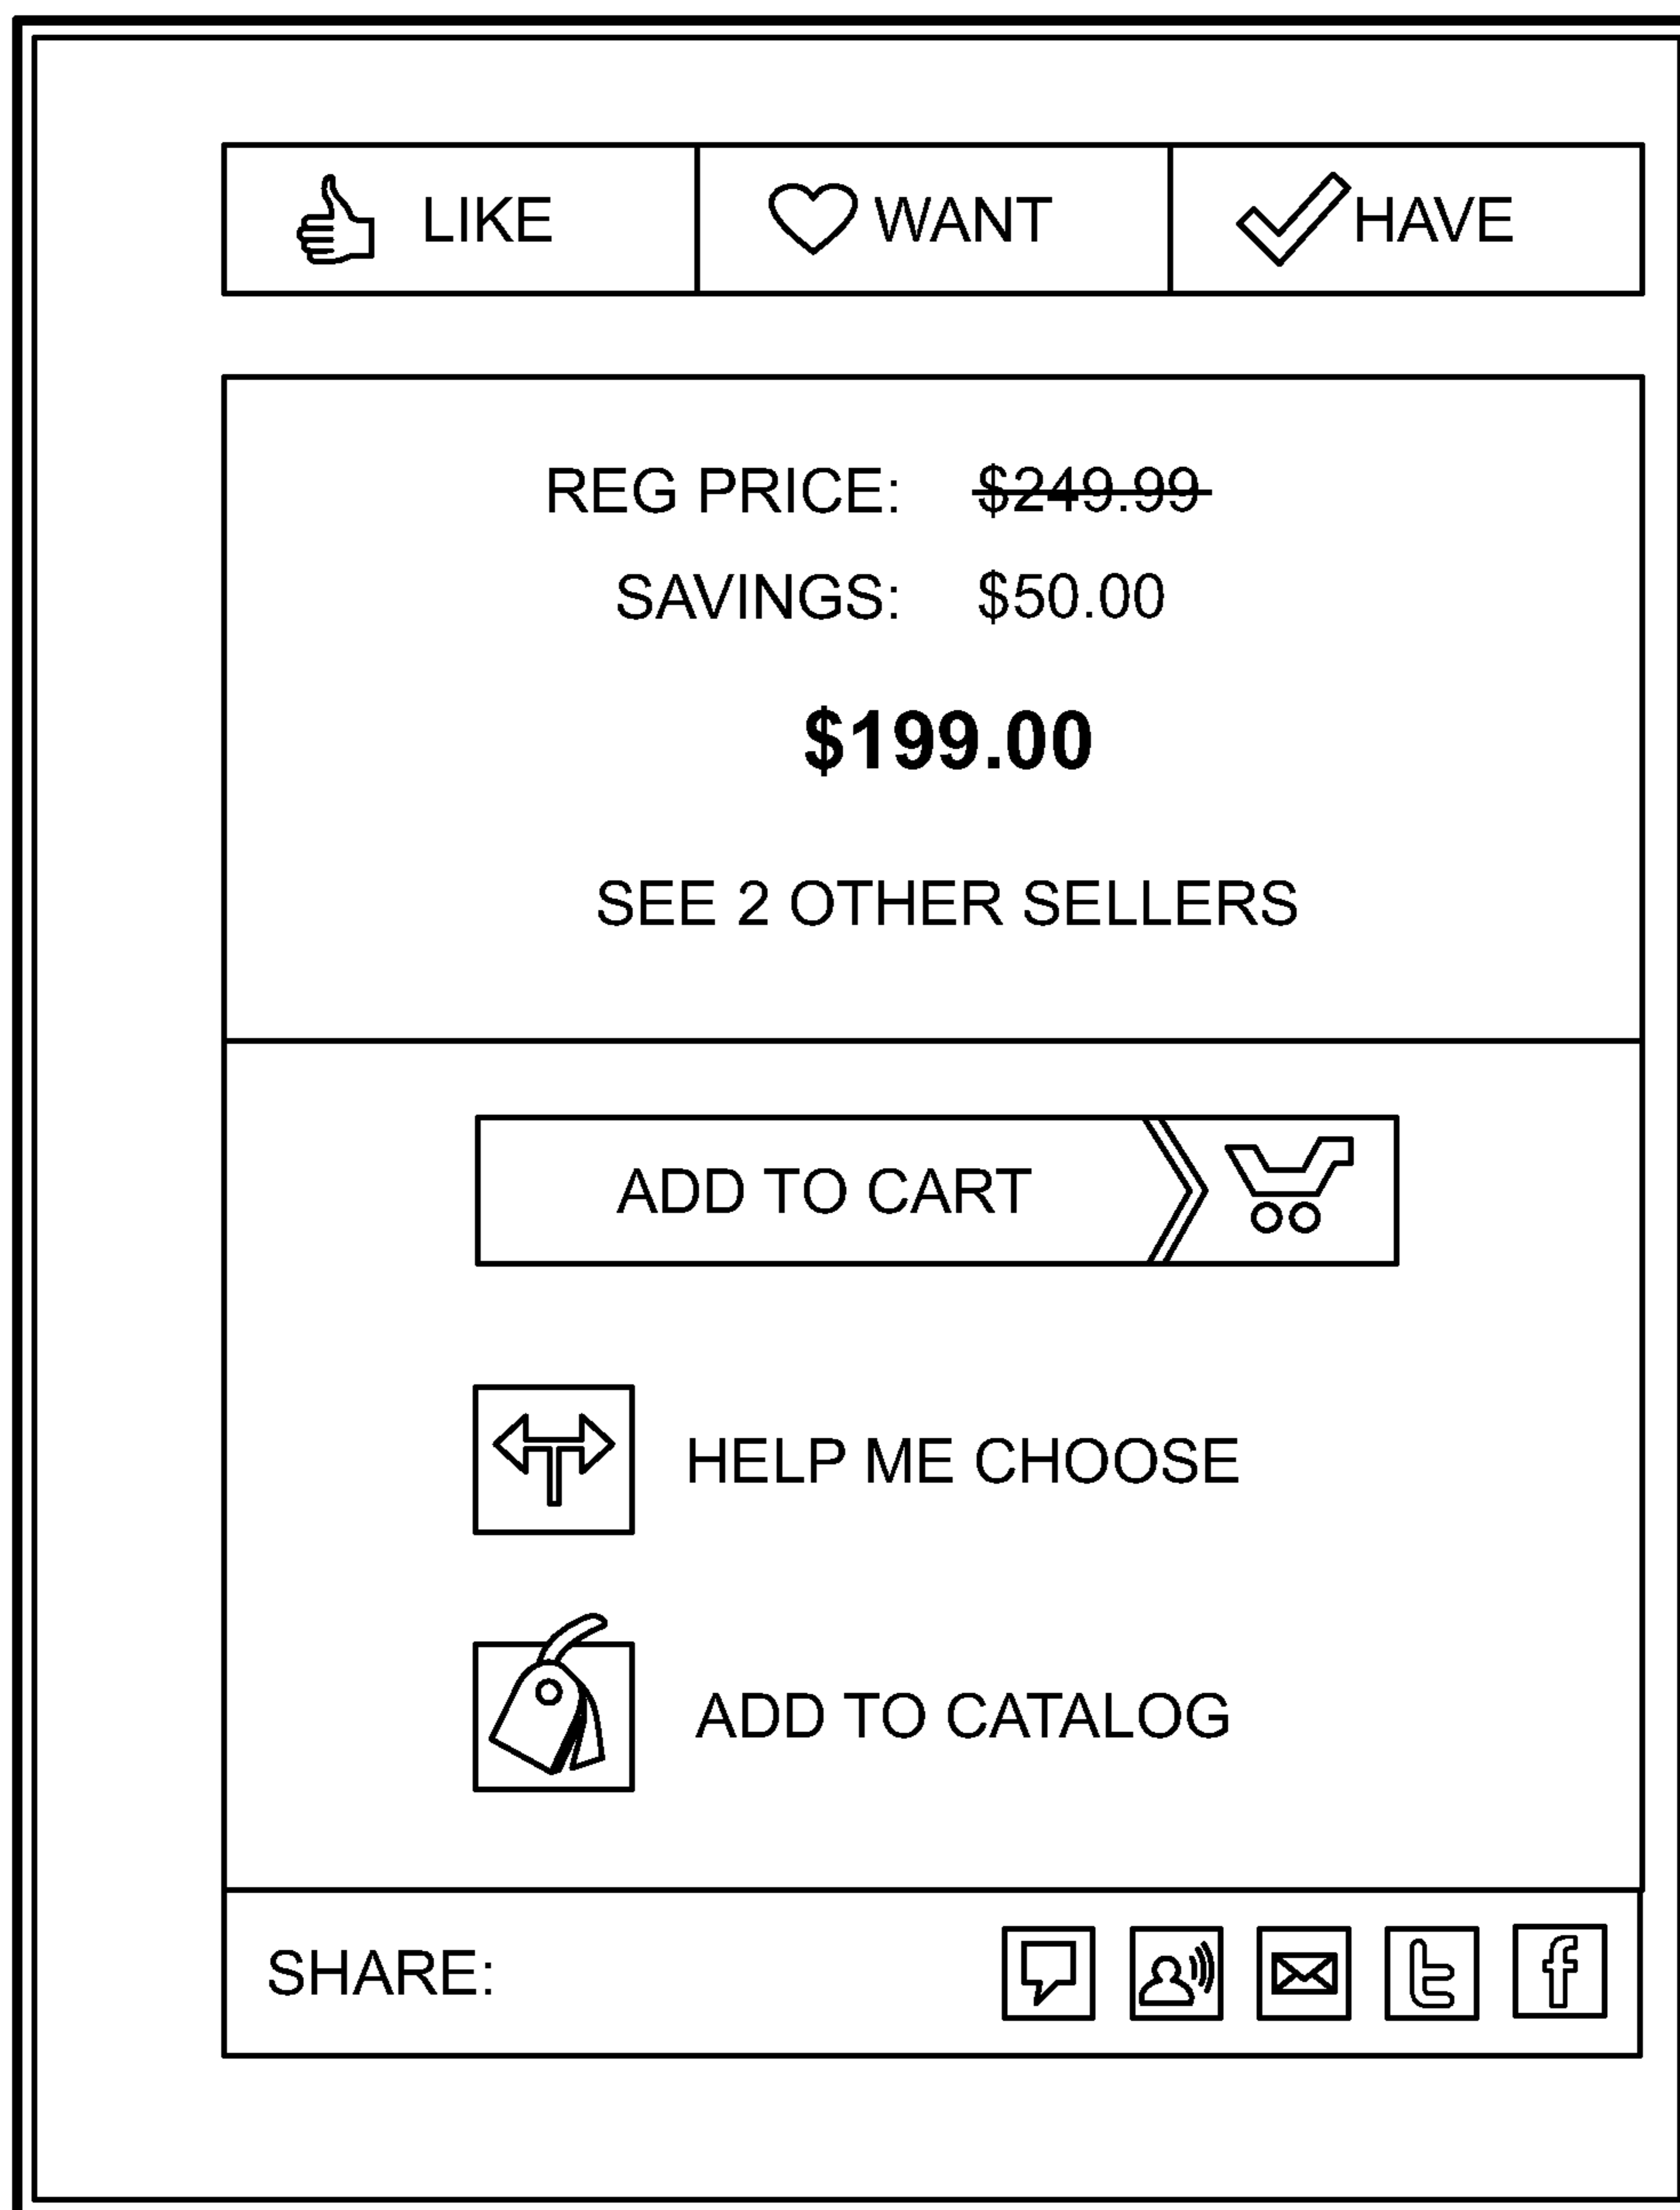 LIKE WANT HAVE
REG PRICE: $249.99
SAVINGS: $50.00
$199.00
SEE 2 OTHER SELLERS
ADD TO CART
HELP ME CHOOSE
ADD TO CATALOG
SHARE: t f